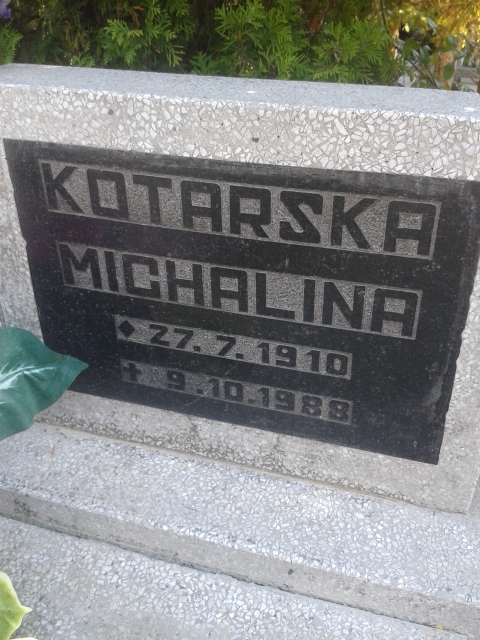 KOTARSKA
MICHALINA
◆ 27.7.1910
✝ 9.10.1988